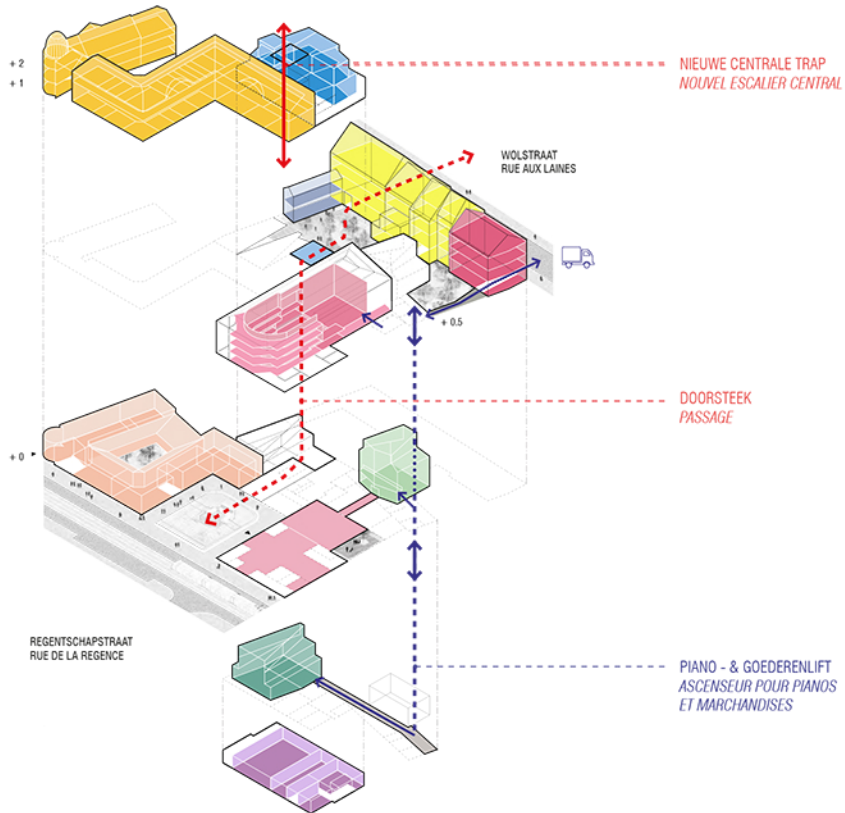 + 2
+ 1
NIEUWE CENTRALE TRAP
NOUVEL ESCALIER CENTRAL
WOLSTRAAT
RUE AUX LAINES
+ 0.5
DOORSTEEK
PASSAGE
+ 0
REGENTSCHAPSTRAAT
RUE DE LA REGENCE
PIANO - & GOEDERENLIFT
ASCENSEUR POUR PIANOS
ET MARCHANDISES